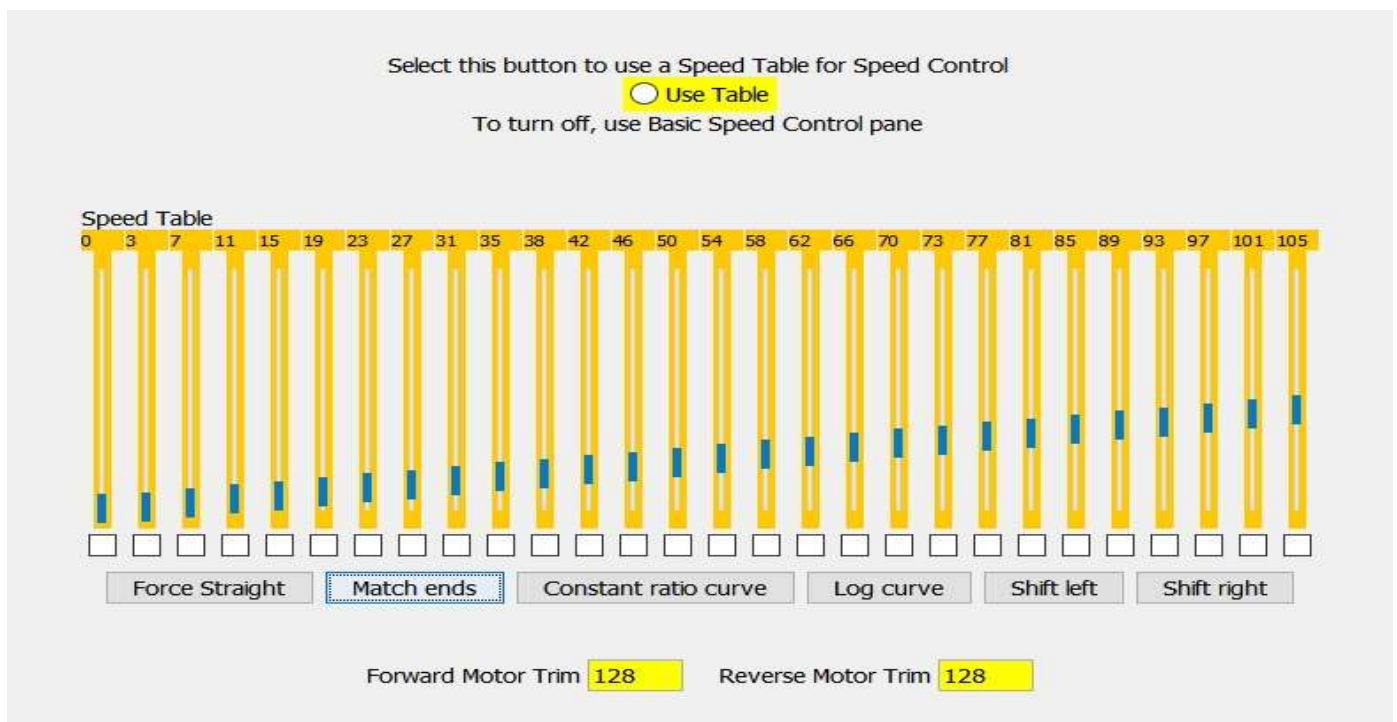 Select this button to use a Speed Table for Speed Control
Use Table
To turn off, use Basic Speed Control pane
Speed Table
0 3 7 11 15 19 23 27 31 35 38 42 46 50 54 58 62 66 70 73 77 81 85 89 93 97 101 105
Force Straight Match ends Constant ratio curve Log curve Shift left Shift right
Forward Motor Trim 128 Reverse Motor Trim 128